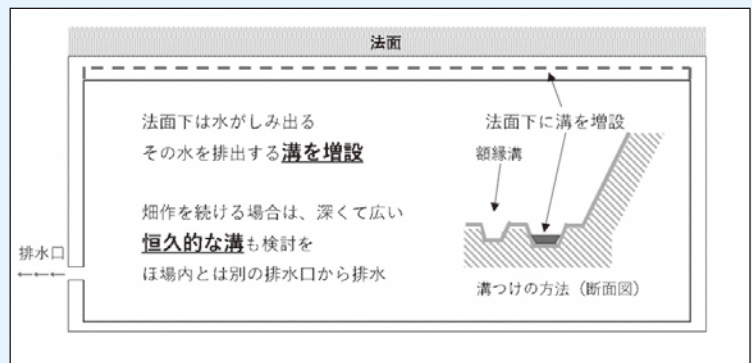 法面
法面下は水がしみ出る
その水を排出する溝を増設
法面下に溝を増設
額縁溝
畑作を続ける場合は、深くて広い
恒久的な溝も検討を
ほ場内とは別の排水口から排水
排水口
←←←
溝つけの方法（断面図）